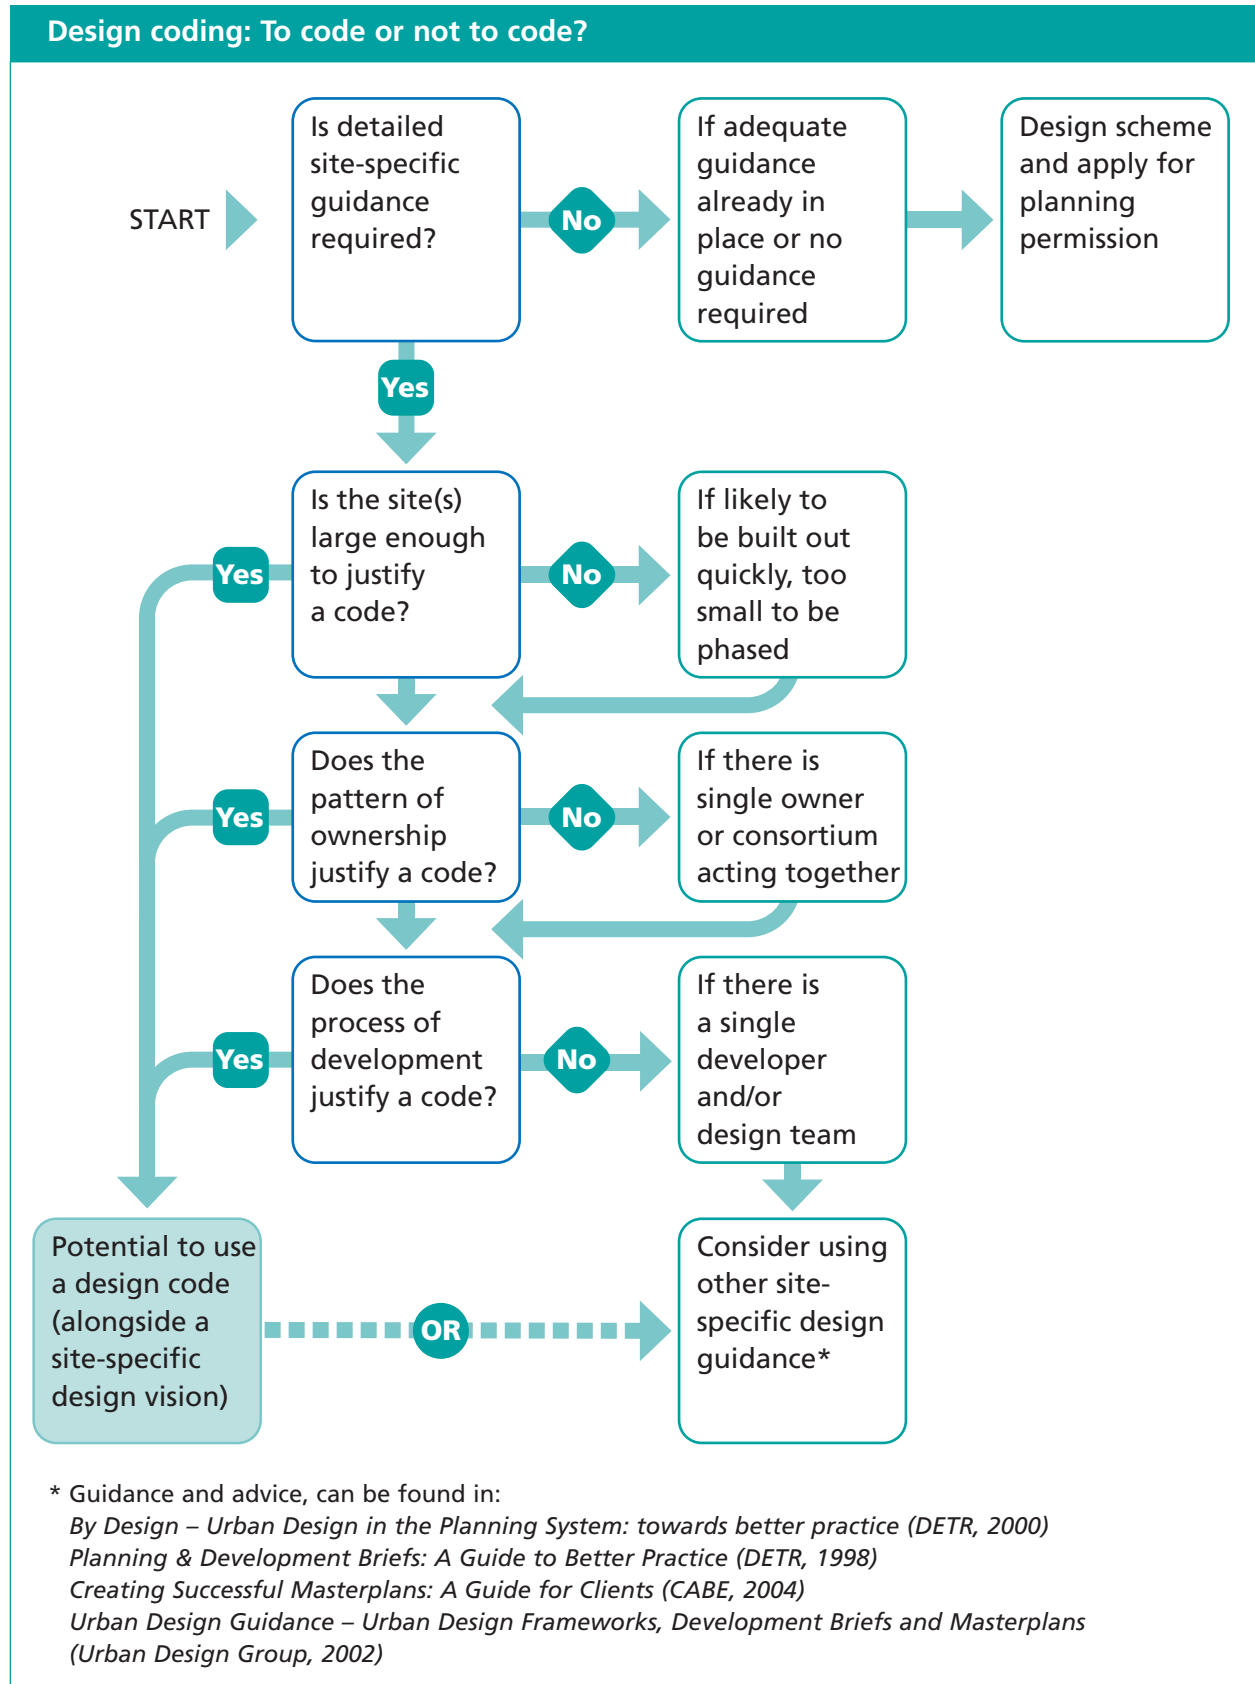 Design coding: To code or not to code?
START
Is detailed
site-specific
guidance
required?
No
If adequate
guidance
already in
place or no
guidance
required
Design scheme
and apply for
planning
permission
Yes
Is the site(s)
large enough
to justify
a code?
Yes
No
If likely to
be built out
quickly, too
small to be
phased
Does the
pattern of
ownership
justify a code?
Yes
No
If there is
single owner
or consortium
acting together
Does the
process of
development
justify a code?
Yes
No
If there is
a single
developer
and/or
design team
Potential to use
a design code
(alongside a
site-specific
design vision)
OR
Consider using
other site-
specific design
guidance*
* Guidance and advice, can be found in:
By Design – Urban Design in the Planning System: towards better practice (DETR, 2000)
Planning & Development Briefs: A Guide to Better Practice (DETR, 1998)
Creating Successful Masterplans: A Guide for Clients (CABE, 2004)
Urban Design Guidance – Urban Design Frameworks, Development Briefs and Masterplans
(Urban Design Group, 2002)